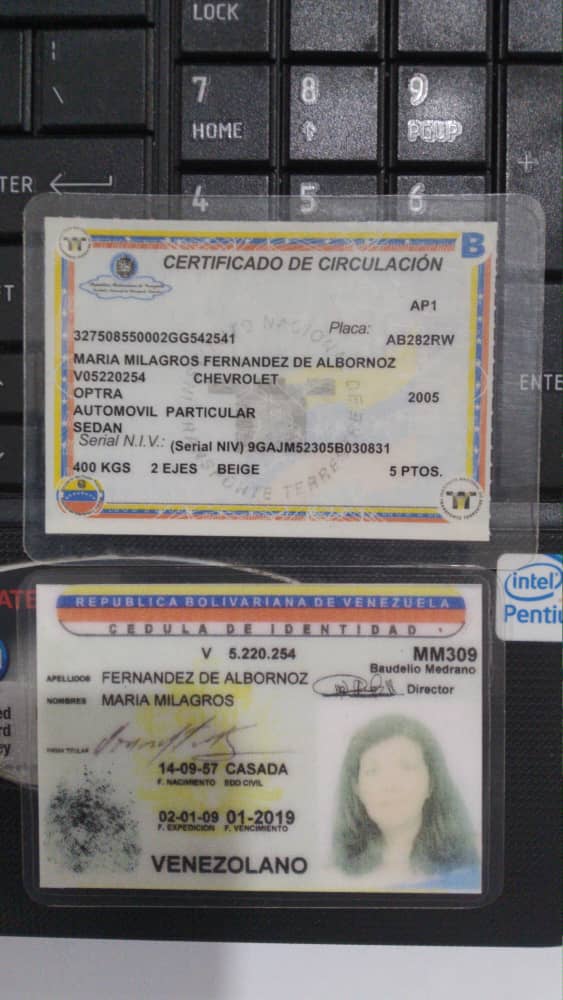 LOCK
7
8
9
HOME
PGUP
+
TER
4
5
6
ENTE
B
CERTIFICADO DE CIRCULACIÓN
AP1
Placa:
327508550002GG542541 AB282RW
MARIA MILAGROS FERNANDEZ DE ALBORNOZ
V05220254 CHEVROLET
OPTRA 2005
AUTOMOVIL PARTICULAR
SEDAN
Serial N.I.V.: (Serial NIV) 9GAJM52305B030831
400 KGS 2 EJES BEIGE 5 PTOS.
intel
Pentiu
REPUBLICA BOLIVARIANA DE VENEZUELA
CEDULA DE IDENTIDAD
V 5.220.254 MM309
Baudelio Medrano
APELLIDOS FERNANDEZ DE ALBORNOZ Director
NOMBRES MARIA MILAGROS
FIRMA TITULAR
14-09-57 CASADA
F. NACIMIENTO EDO CIVIL
02-01-09 01-2019
F. EXPEDICION F. VENCIMIENTO
VENEZOLANO